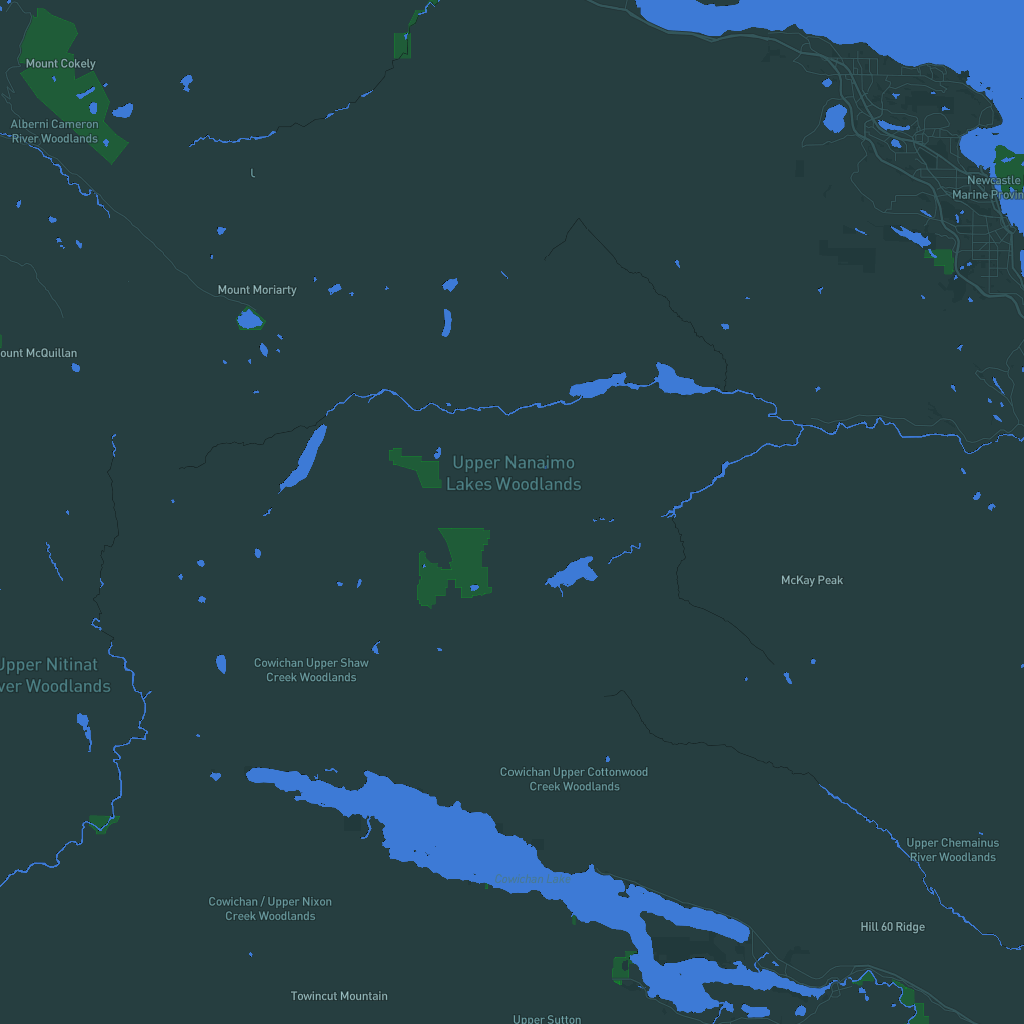 Mount Cokely
Alberni Cameron
River Woodlands
Newcastle
Marine Provin
Mount Moriarty
ount McQuillan
Upper Nanaimo
Lakes Woodlands
McKay Peak
Upper Nitinat
ver Woodlands
Cowichan Upper Shaw
Creek Woodlands
Cowichan Upper Cottonwood
Creek Woodlands
Upper Chemainus
River Woodlands
Cowichan / Upper Nixon
Creek Woodlands
Hill 60 Ridge
Towincut Mountain
Upper Sutton